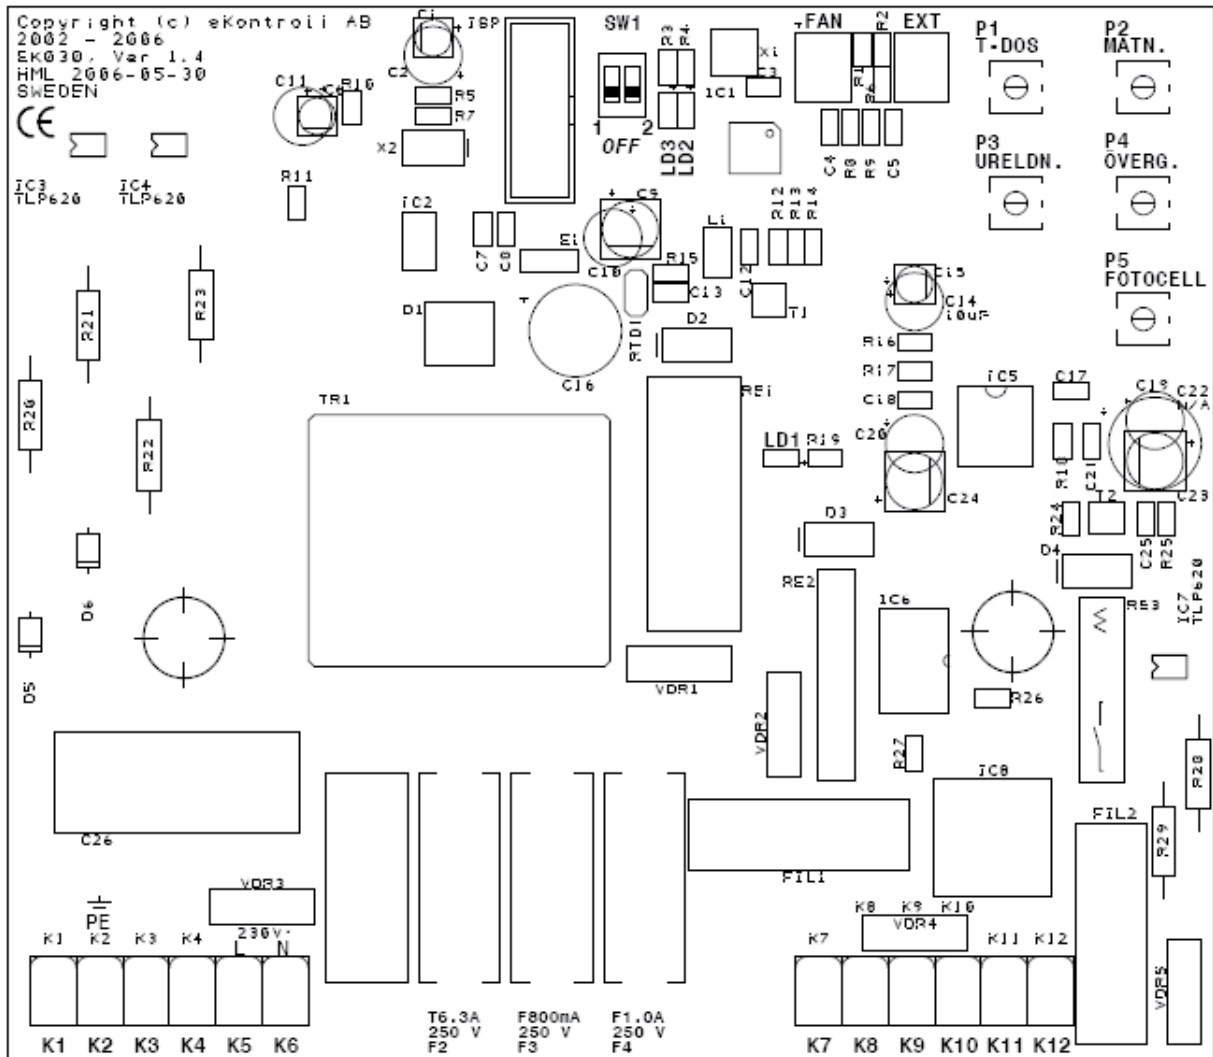 Copyright (c) eKontroll AB
2002 - 2006
EK030, Ver 1.4
HML 2006-05-30
SWEDEN
CE
IC3
TLP620
IC4
TLP620
C11
R10
R11
C1
ISP
C2
R5
R7
X2
IC2
C7
C8
E1
SW1
1 2
OFF
R3
R4
LD3
LD2
X1
C3
IC1
FAN
R1
R2
R6
EXT
C4
R8
R9
C5
P1
T-DOS
P2
MATN.
P3
URELDN.
P4
ÖVERG.
P5
FOTOCELL
C9
C10
L1
C12
R12
R13
R14
R15
C13
T1
RTD1
D1
D2
C16
C15
C14
10uF
R16
R17
C18
IC5
C17
C19
C22
N/A
R20
R21
R22
R23
TR1
RE1
LD1
R19
C20
C24
R18
C21
C23
R24
T2
C25
R25
D3
D4
RE2
IC6
RE3
IC7
TLP620
D6
D5
VDR1
VDR2
R26
R27
IC8
R28
R29
FIL1
FIL2
C26
VDR3
PE
230V~
L N
K1 K2 K3 K4
K8 K9 K10
VDR4
K7 K11 K12
VDR5
T6.3A
250 V
F2
F800mA
250 V
F3
F1.0A
250 V
F4
K1 K2 K3 K4 K5 K6
K7 K8 K9 K10 K11 K12